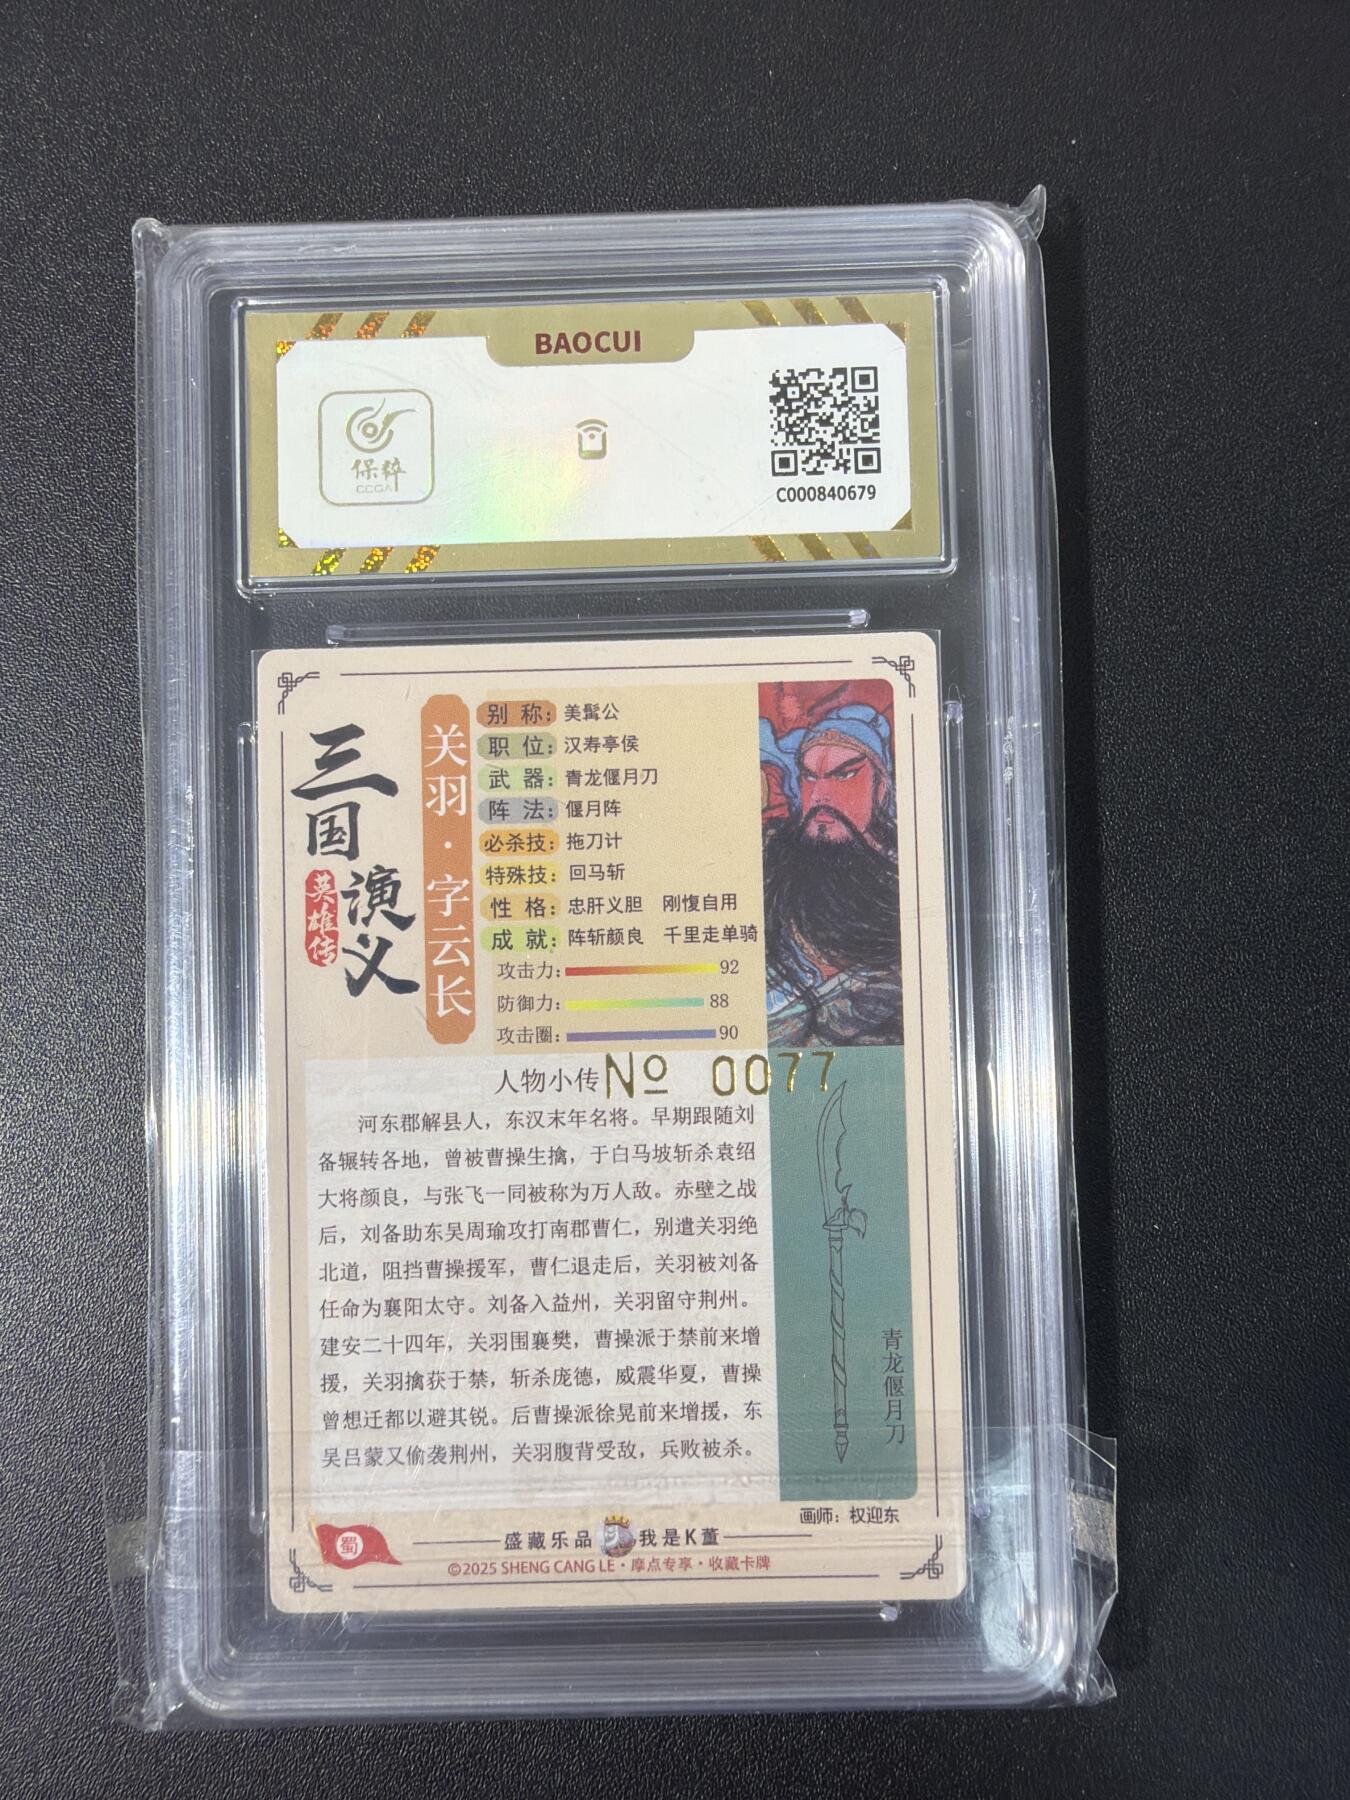 BAOCUI
保粹
CCGA
C000840679
三国演义
英雄传
关羽·字云长
别 称：美髯公
职 位：汉寿亭侯
武 器：青龙偃月刀
阵 法：偃月阵
必杀技：拖刀计
特殊技：回马斩
性 格：忠肝义胆 刚愎自用
成 就：阵斩颜良 千里走单骑
攻击力：92
防御力：88
攻击圈：90
人物小传
No 0077
河东郡解县人，东汉末年名将。早期跟随刘
备辗转各地，曾被曹操生擒，于白马坡斩杀袁绍
大将颜良，与张飞一同被称为万人敌。赤壁之战
后，刘备助东吴周瑜攻打南郡曹仁，别遣关羽绝
北道，阻挡曹操援军，曹仁退走后，关羽被刘备
任命为襄阳太守。刘备入益州，关羽留守荆州。
建安二十四年，关羽围襄樊，曹操派于禁前来增
援，关羽擒获于禁，斩杀庞德，威震华夏，曹操
曾想迁都以避其锐。后曹操派徐晃前来增援，东
吴吕蒙又偷袭荆州，关羽腹背受敌，兵败被杀。
青龙偃月刀
画师：权迎东
蜀
盛藏乐品 我是K董
©2025 SHENG CANG LE·摩点专享·收藏卡牌